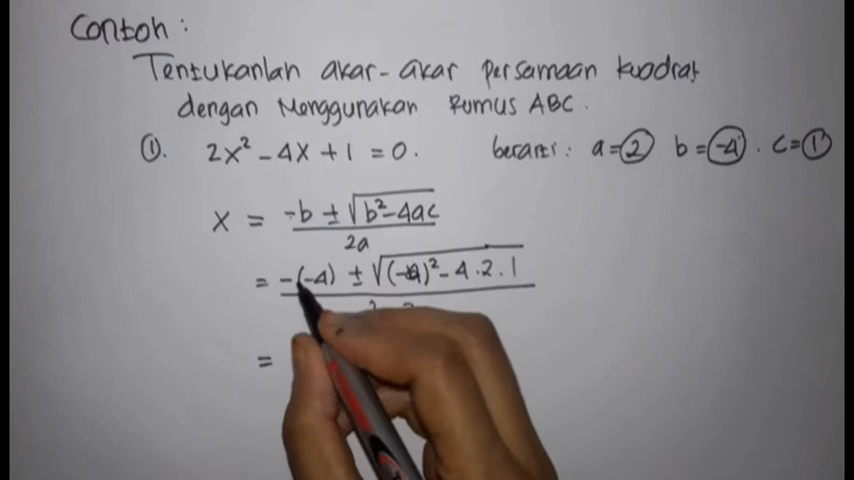 Contoh :
Tentukanlah akar-akar persamaan kuadrat
dengan Menggunakan Rumus ABC.
①. 2x² - 4x + 1 = 0. berarti : a = 2 b = -4. c = 1
x = -b ± √(b² - 4ac) / 2a
= -(-4) ± √((-4)² - 4 . 2 . 1)
=